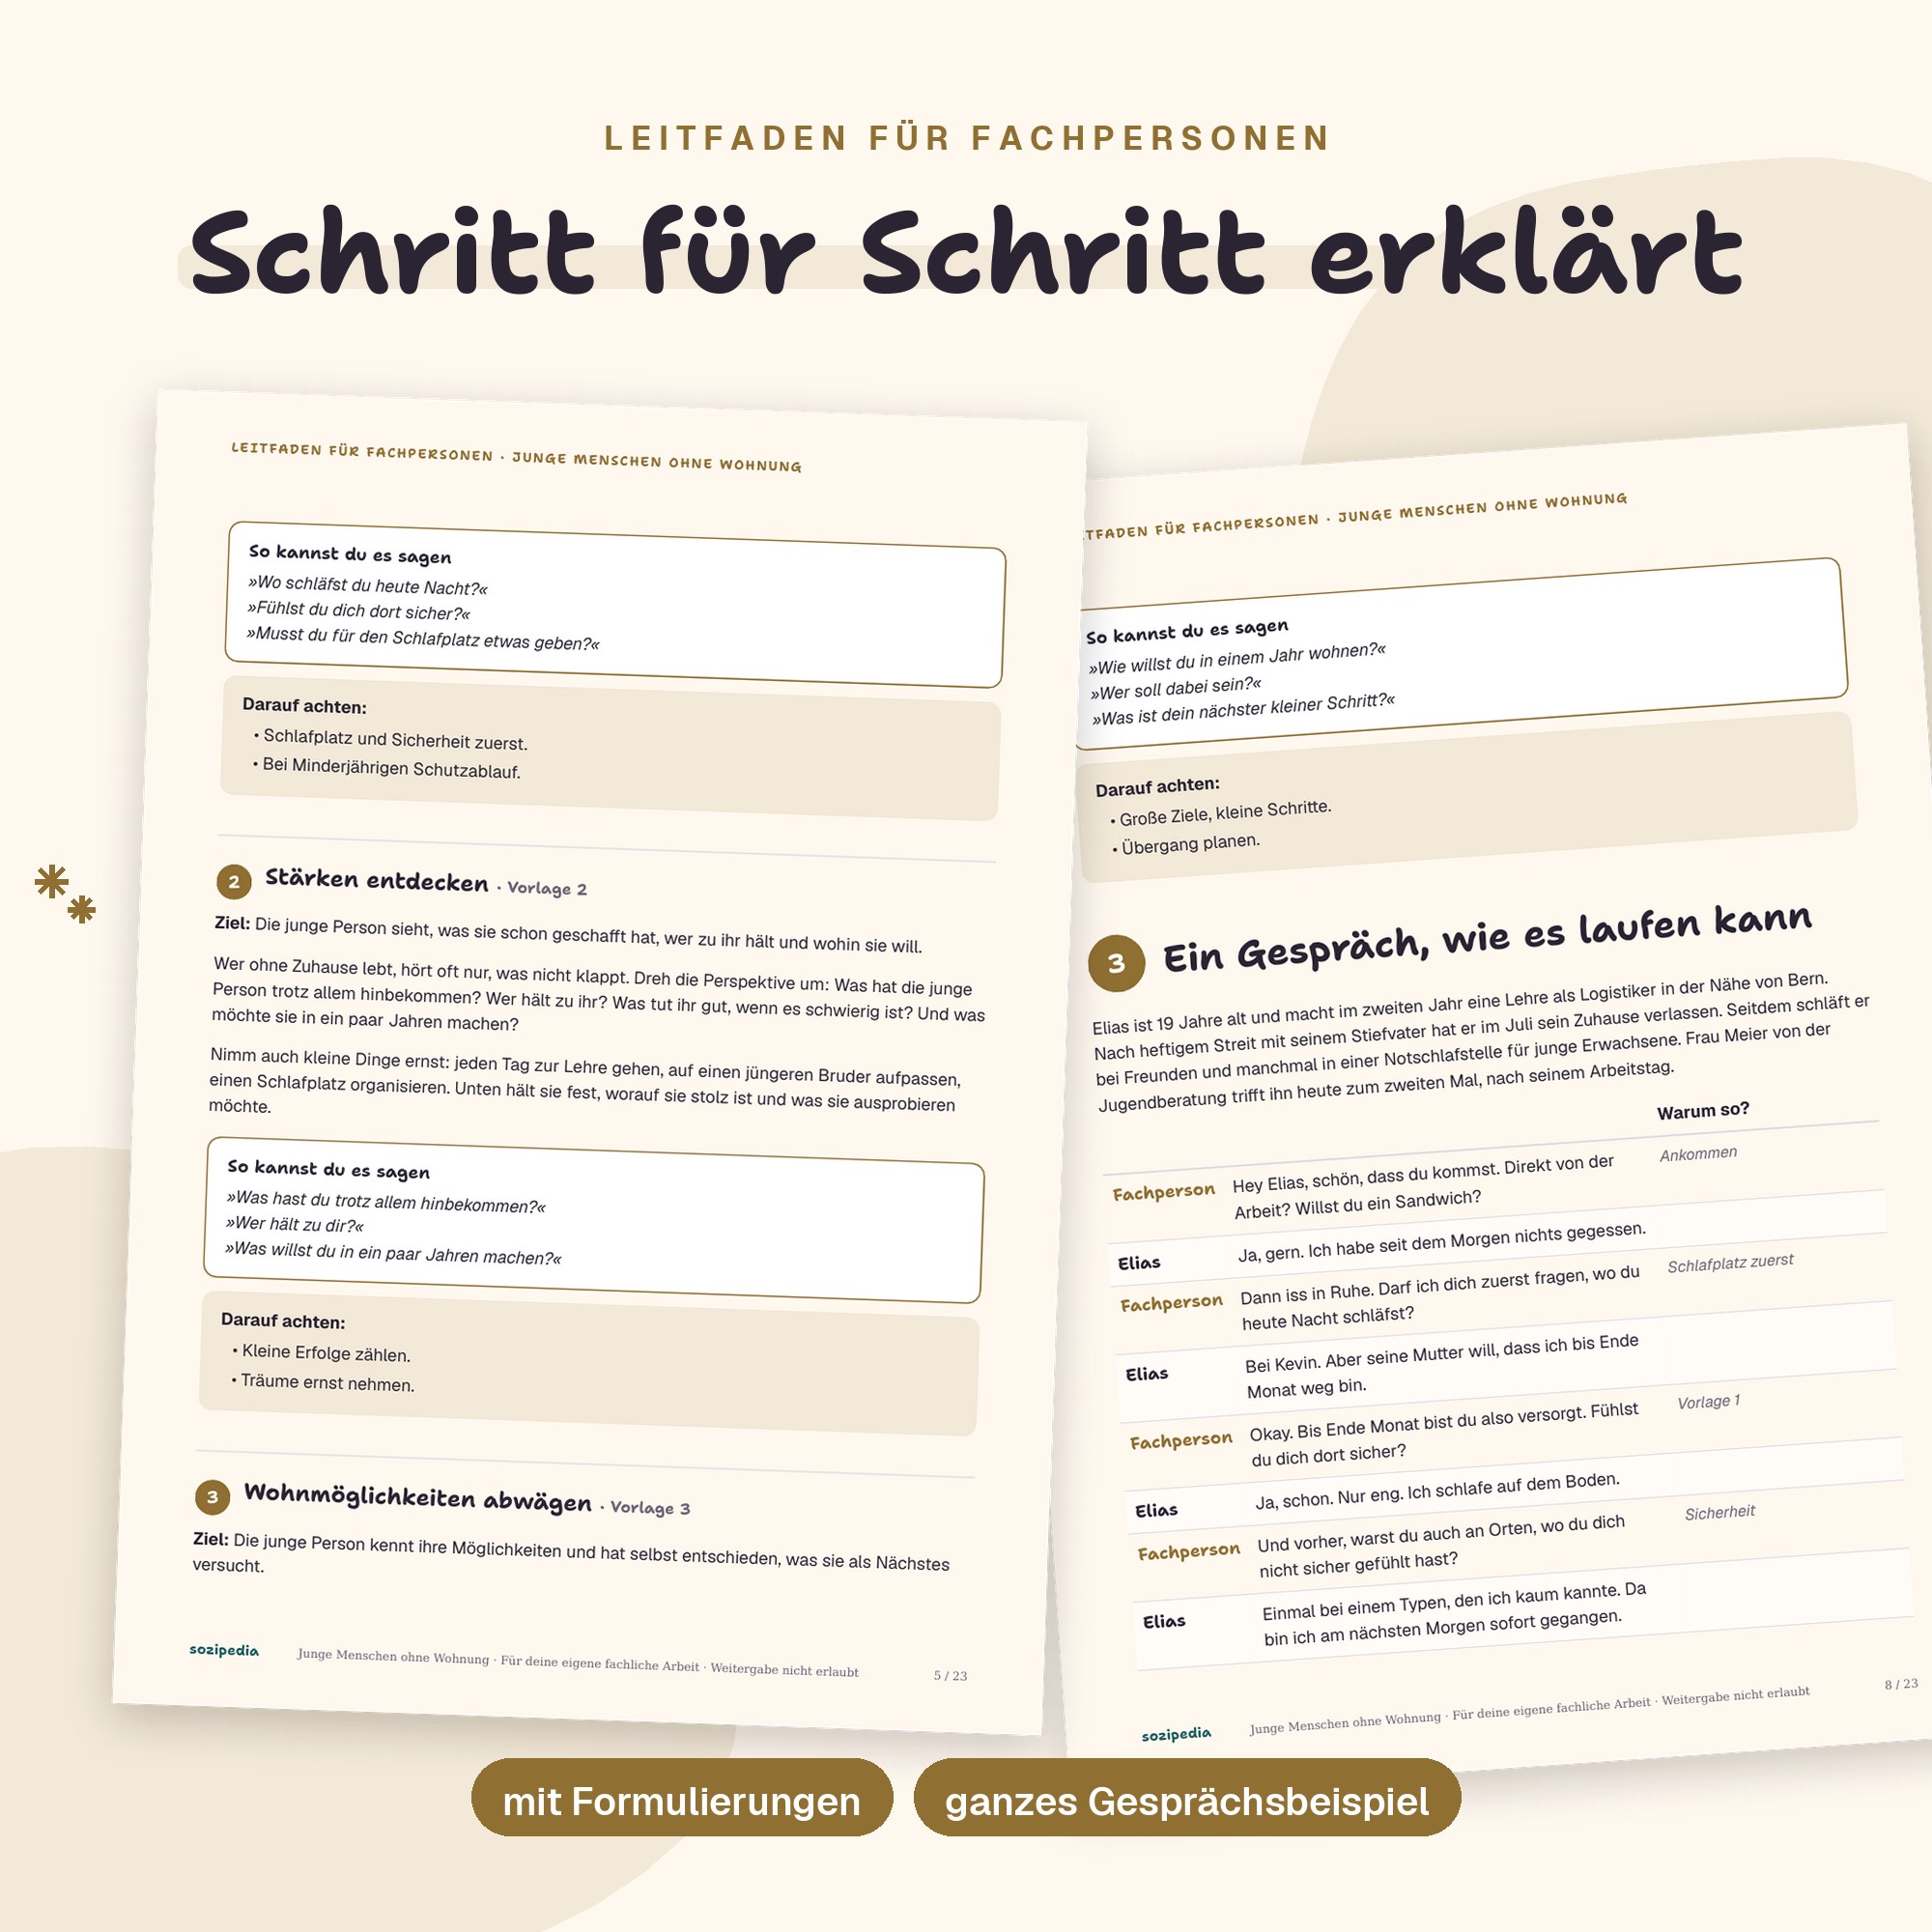 LEITFADEN FÜR FACHPERSONEN
Schritt für Schritt erklärt
LEITFADEN FÜR FACHPERSONEN · JUNGE MENSCHEN OHNE WOHNUNG
So kannst du es sagen
»Wo schläfst du heute Nacht?«
»Fühlst du dich dort sicher?«
»Musst du für den Schlafplatz etwas geben?«
Darauf achten:
• Schlafplatz und Sicherheit zuerst.
• Bei Minderjährigen Schutzablauf.
2 Stärken entdecken · Vorlage 2
Ziel: Die junge Person sieht, was sie schon geschafft hat, wer zu ihr hält und wohin sie will.
Wer ohne Zuhause lebt, hört oft nur, was nicht klappt. Dreh die Perspektive um: Was hat die junge
Person trotz allem hinbekommen? Wer hält zu ihr? Was tut ihr gut, wenn es schwierig ist? Und was
möchte sie in ein paar Jahren machen?
Nimm auch kleine Dinge ernst: jeden Tag zur Lehre gehen, auf einen jüngeren Bruder aufpassen,
einen Schlafplatz organisieren. Unten hält sie fest, worauf sie stolz ist und was sie ausprobieren
möchte.
So kannst du es sagen
»Was hast du trotz allem hinbekommen?«
»Wer hält zu dir?«
»Was willst du in ein paar Jahren machen?«
Darauf achten:
• Kleine Erfolge zählen.
• Träume ernst nehmen.
3 Wohnmöglichkeiten abwägen · Vorlage 3
Ziel: Die junge Person kennt ihre Möglichkeiten und hat selbst entschieden, was sie als Nächstes
versucht.
sozipedia Junge Menschen ohne Wohnung · Für deine eigene fachliche Arbeit · Weitergabe nicht erlaubt 5 / 23
TFADEN FÜR FACHPERSONEN · JUNGE MENSCHEN OHNE WOHNUNG
So kannst du es sagen
»Wie willst du in einem Jahr wohnen?«
»Wer soll dabei sein?«
»Was ist dein nächster kleiner Schritt?«
Darauf achten:
• Große Ziele, kleine Schritte.
• Übergang planen.
3 Ein Gespräch, wie es laufen kann
Elias ist 19 Jahre alt und macht im zweiten Jahr eine Lehre als Logistiker in der Nähe von Bern.
Nach heftigem Streit mit seinem Stiefvater hat er im Juli sein Zuhause verlassen. Seitdem schläft er
bei Freunden und manchmal in einer Notschlafstelle für junge Erwachsene. Frau Meier von der
Jugendberatung trifft ihn heute zum zweiten Mal, nach seinem Arbeitstag.
Warum so?
Fachperson Hey Elias, schön, dass du kommst. Direkt von der Ankommen
Arbeit? Willst du ein Sandwich?
Elias Ja, gern. Ich habe seit dem Morgen nichts gegessen.
Fachperson Dann iss in Ruhe. Darf ich dich zuerst fragen, wo du Schlafplatz zuerst
heute Nacht schläfst?
Elias Bei Kevin. Aber seine Mutter will, dass ich bis Ende
Monat weg bin.
Fachperson Okay. Bis Ende Monat bist du also versorgt. Fühlst Vorlage 1
du dich dort sicher?
Elias Ja, schon. Nur eng. Ich schlafe auf dem Boden.
Fachperson Und vorher, warst du auch an Orten, wo du dich Sicherheit
nicht sicher gefühlt hast?
Elias Einmal bei einem Typen, den ich kaum kannte. Da
bin ich am nächsten Morgen sofort gegangen.
sozipedia Junge Menschen ohne Wohnung · Für deine eigene fachliche Arbeit · Weitergabe nicht erlaubt 8 / 23
mit Formulierungen
ganzes Gesprächsbeispiel